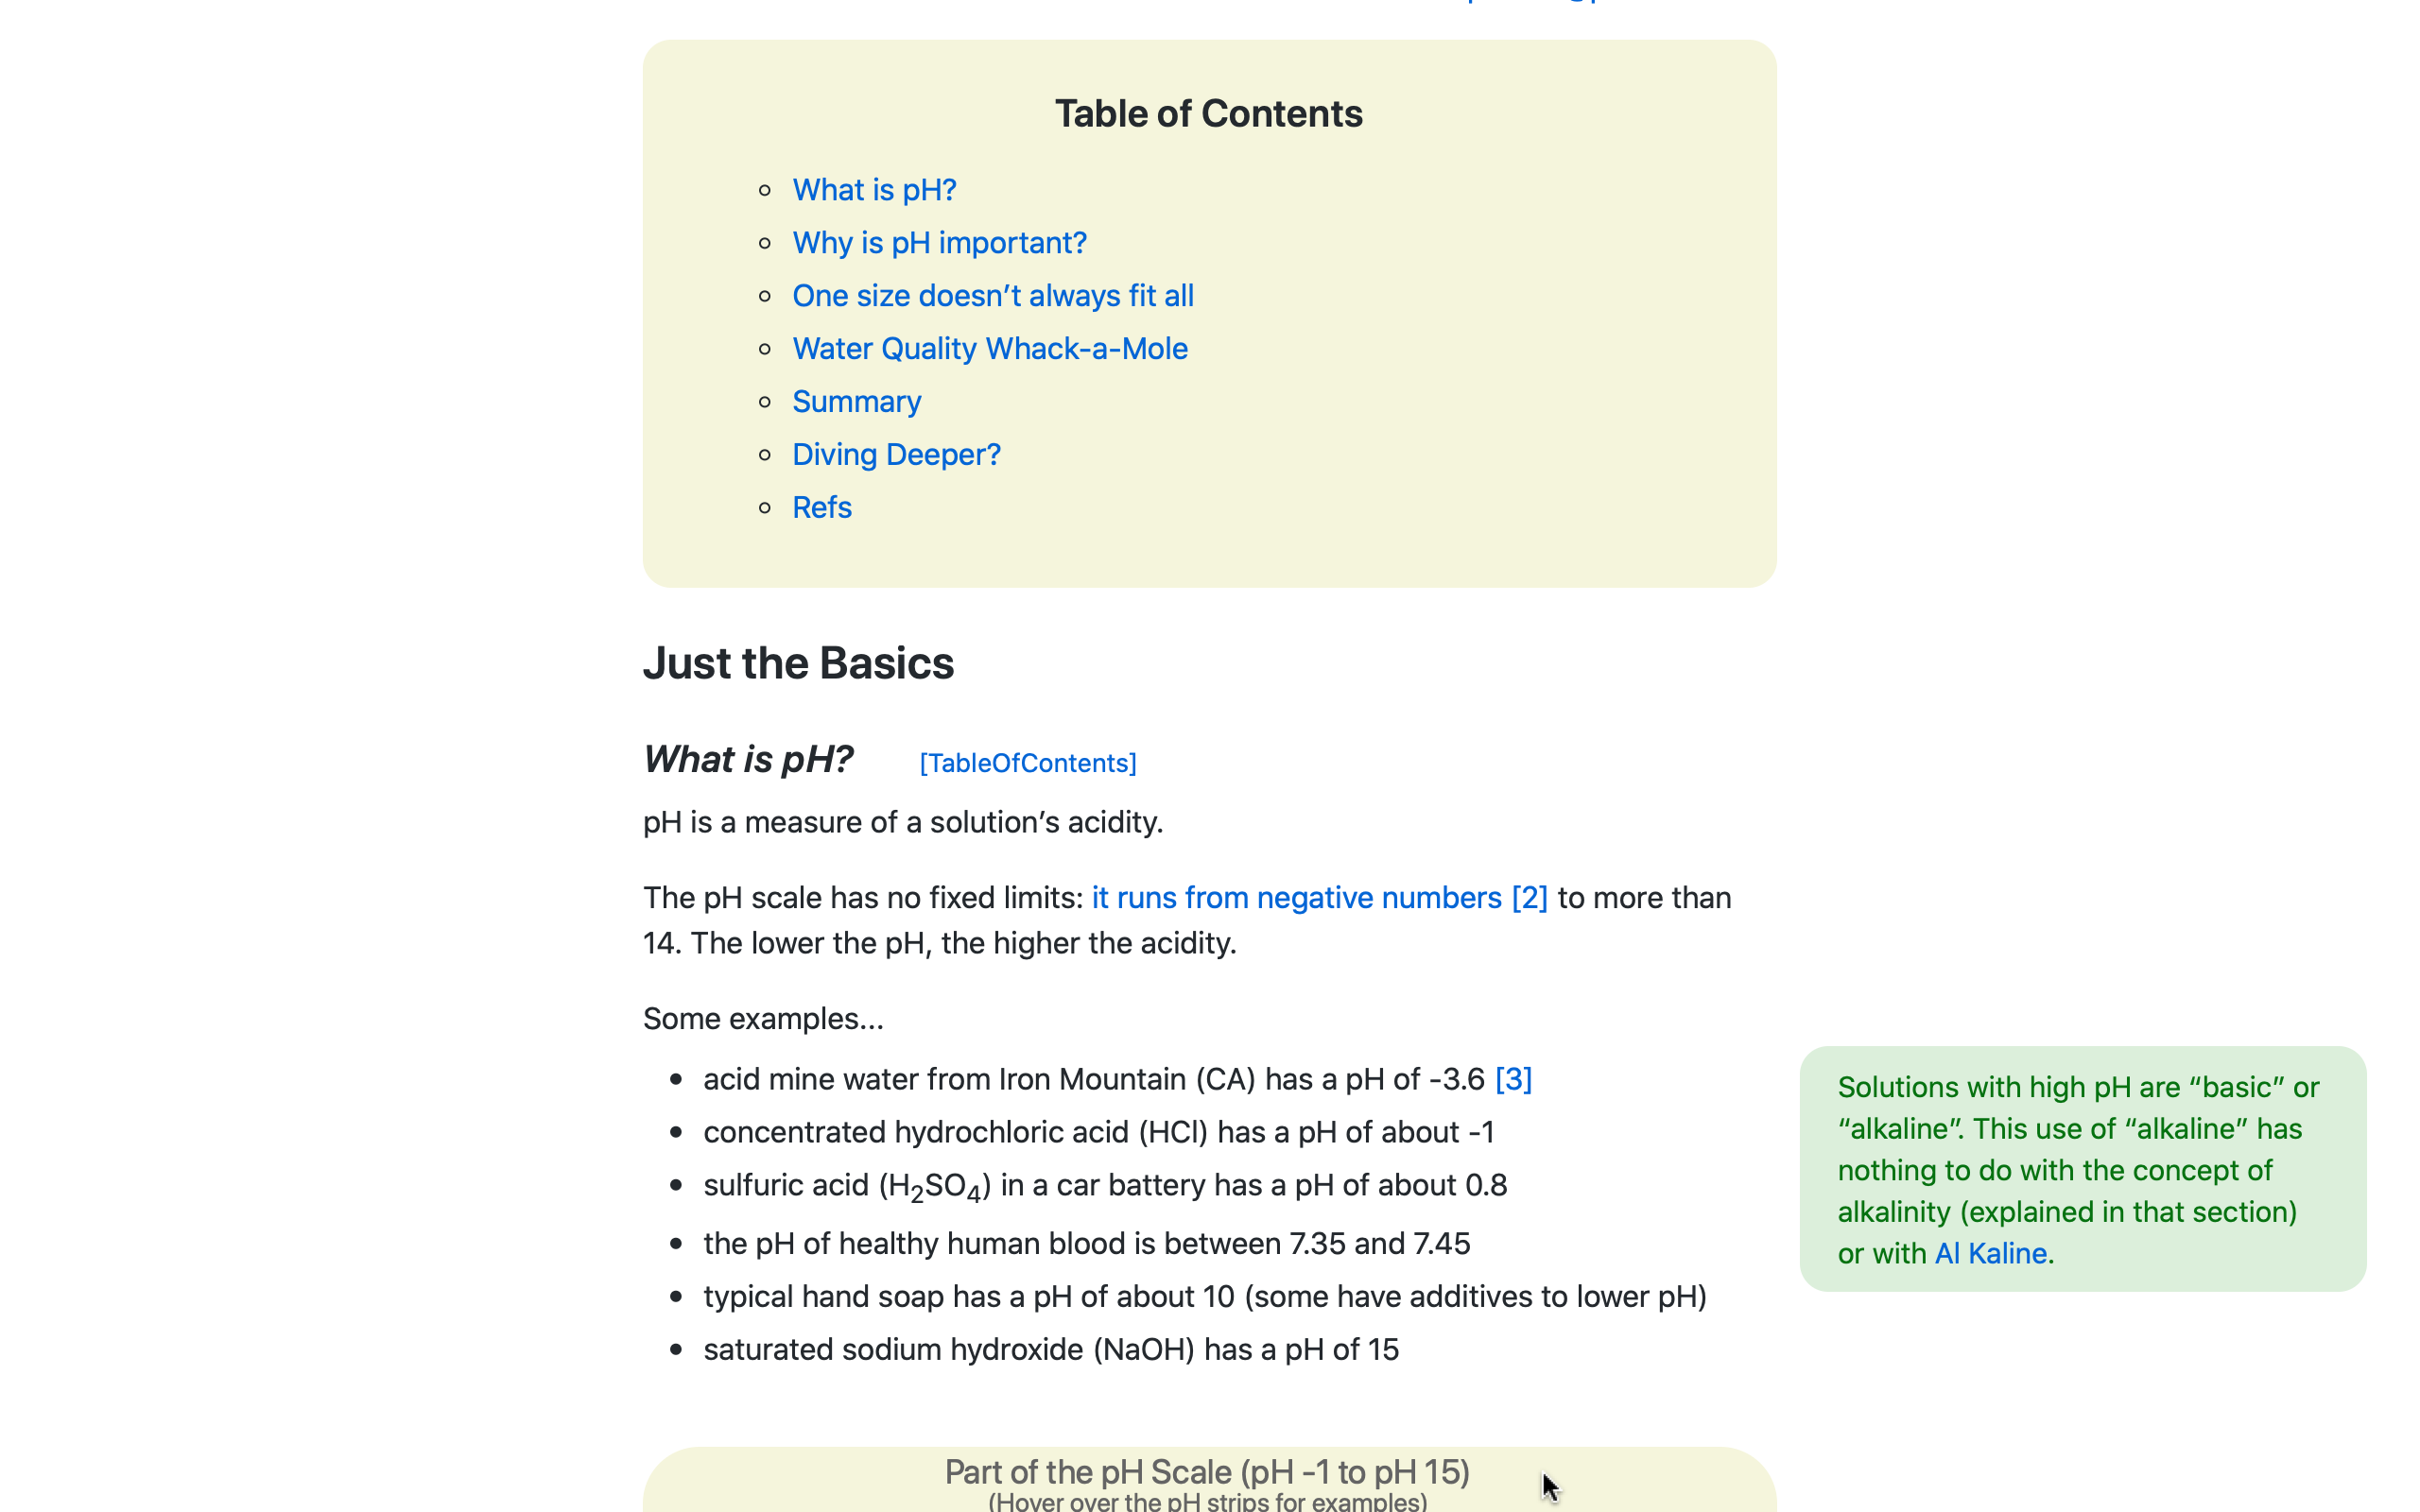 Table of Contents
What is pH?
Why is pH important?
One size doesn’t always fit all
Water Quality Whack-a-Mole
Summary
Diving Deeper?
Refs
Just the Basics
What is pH? [TableOfContents]
pH is a measure of a solution’s acidity.
The pH scale has no fixed limits: it runs from negative numbers [2] to more than
14. The lower the pH, the higher the acidity.
Some examples...
acid mine water from Iron Mountain (CA) has a pH of -3.6 [3]
concentrated hydrochloric acid (HCl) has a pH of about -1
sulfuric acid (H₂SO₄) in a car battery has a pH of about 0.8
the pH of healthy human blood is between 7.35 and 7.45
typical hand soap has a pH of about 10 (some have additives to lower pH)
saturated sodium hydroxide (NaOH) has a pH of 15
Solutions with high pH are “basic” or
“alkaline”. This use of “alkaline” has
nothing to do with the concept of
alkalinity (explained in that section)
or with Al Kaline.
Part of the pH Scale (pH -1 to pH 15)
(Hover over the pH strips for examples)